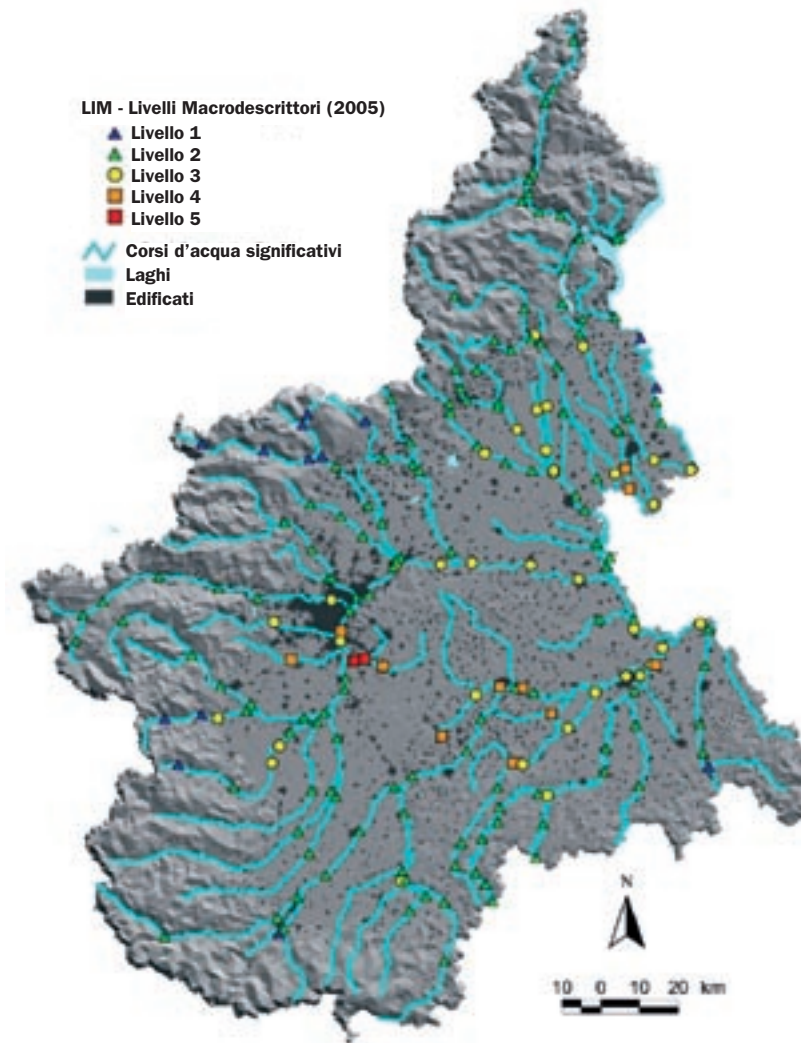 LIM - Livelli Macrodescrittori (2005)
Livello 1
Livello 2
Livello 3
Livello 4
Livello 5
Corsi d'acqua significativi
Laghi
Edificati
N
10 0 10 20 km